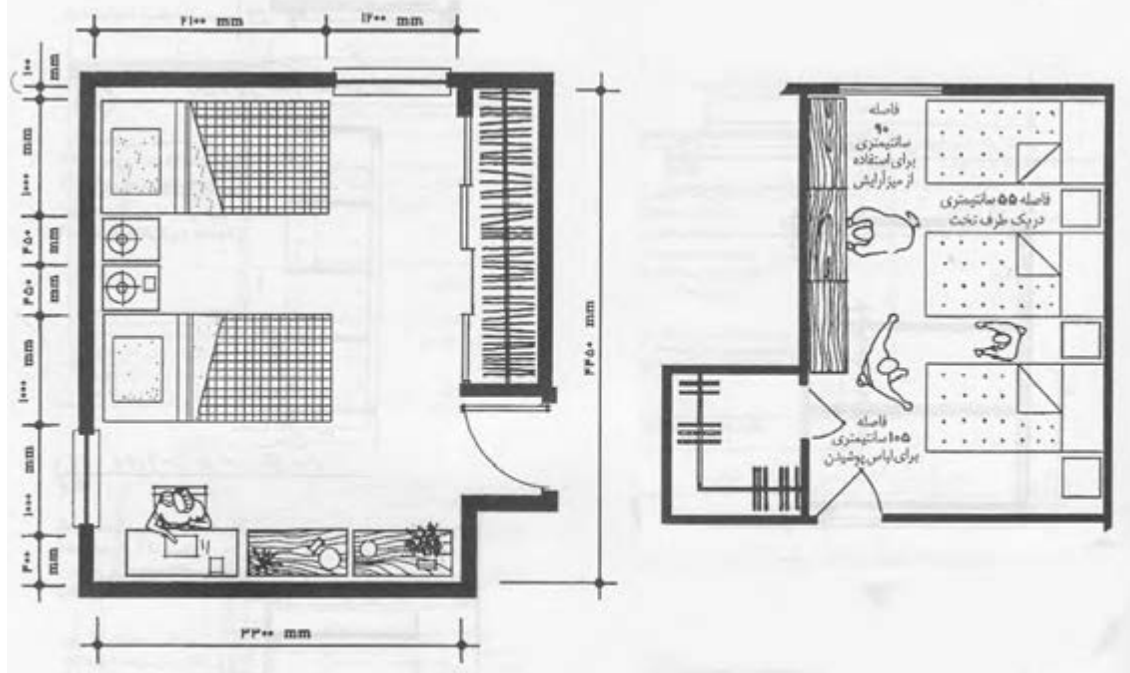 ۲۱۰۰ mm
۱۲۰۰ mm
۱۰۰ mm
۱۰۰۰ mm
۴۵۰ mm
۴۵۰ mm
۱۰۰۰ mm
۱۰۰۰ mm
۴۰۰ mm
۴۴۵۰ mm
۳۳۰۰ mm
فاصله
۹۰
سانتیمتری
برای استفاده
از میز آرایش
فاصله ۵۵ سانتیمتری
در یک طرف تخت
فاصله
۱۰۵ سانتیمتری
برای لباس پوشیدن